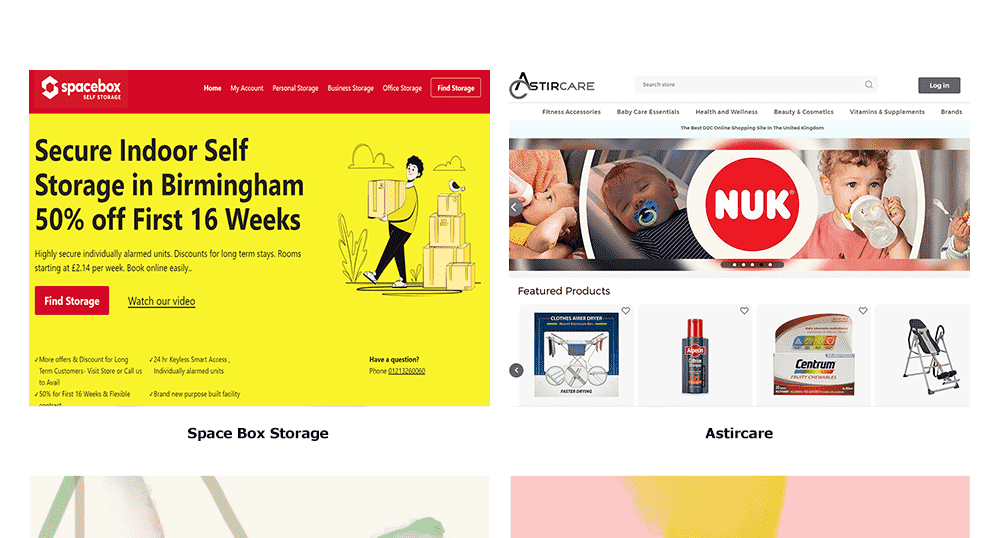 spacebox
SELF STORAGE
Home My Account Personal Storage Business Storage Office Storage Find Storage
Secure Indoor Self
Storage in Birmingham
50% off First 16 Weeks
Highly secure individually alarmed units. Discounts for long term stays. Rooms
starting at £2.14 per week. Book online easily..
Find Storage Watch our video
✓More offers & Discount for Long
Term Customers- Visit Store or Call us
to Avail
✓50% for First 16 Weeks & Flexible
contract
✓24 hr Keyless Smart Access ,
Individually alarmed units
✓Brand new purpose built facility
Have a question?
Phone 01213260060
Space Box Storage
ASTIRCARE
Search store
Log in
Fitness Accessories Baby Care Essentials Health and Wellness Beauty & Cosmetics Vitamins & Supplements Brands
The Best D2C Online Shopping Site In The United Kingdom
NUK
Featured Products
CLOTHES AIRER DRYER
FASTER DRYING
Alpecin
Centrum
FRUITY CHEWABLES
Astircare